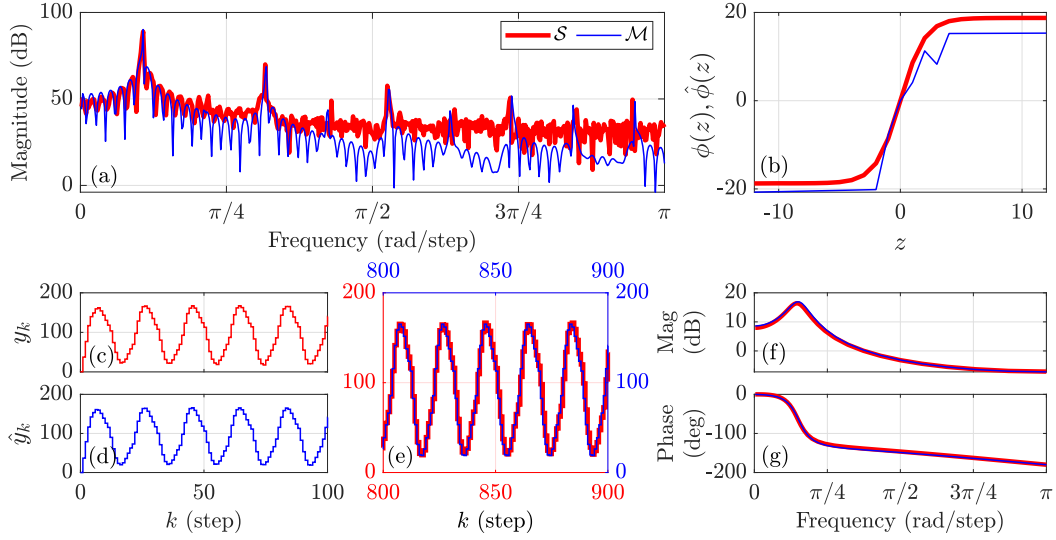 100
50
0
Magnitude (dB)
(a)
𝒮 ℳ
0 π/4 π/2 3π/4 π
Frequency (rad/step)
20
0
-20
ϕ(z), ϕ̂(z)
(b)
-10 0 10
z
200
100
0
y_k
(c)
200
100
0
ŷ_k
(d)
0 50 100
k (step)
800 850 900
200 200
100 100
0 0
(e)
800 850 900
k (step)
20
10
0
Mag
(dB)
(f)
0
-100
-200
Phase
(deg)
(g)
0 π/4 π/2 3π/4 π
Frequency (rad/step)